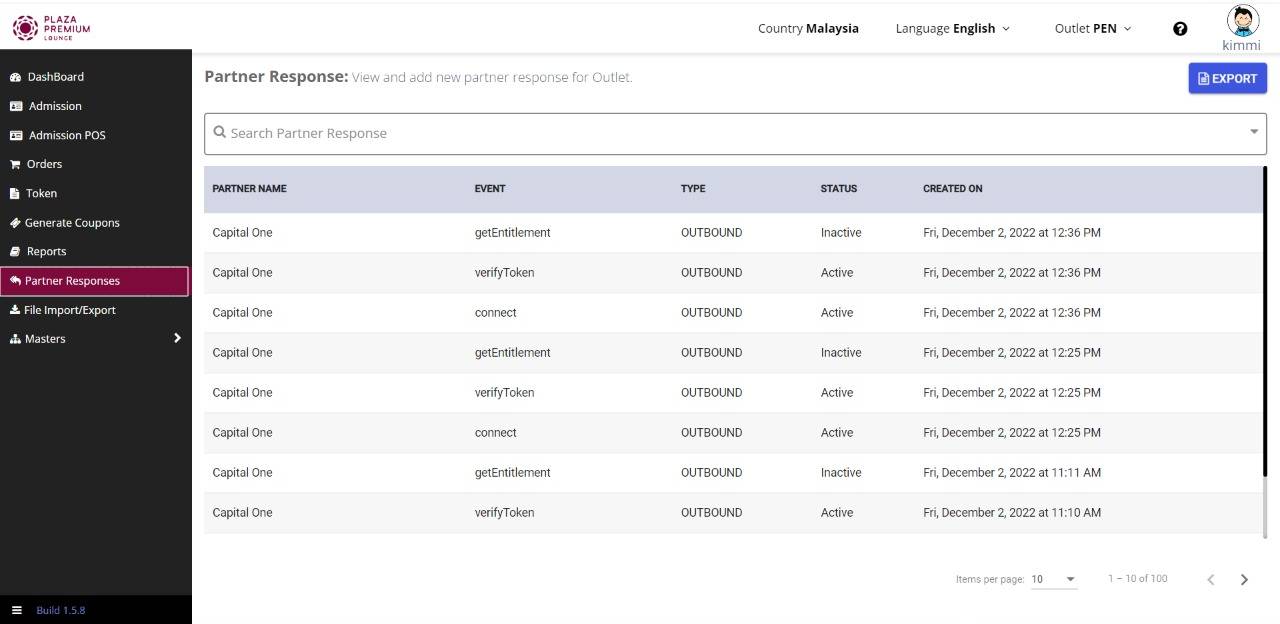 PLAZA
PREMIUM
LOUNGE
Country Malaysia
Language English
Outlet PEN
kimmi
DashBoard
Admission
Admission POS
Orders
Token
Generate Coupons
Reports
Partner Responses
File Import/Export
Masters
Build 1.5.8
Partner Response: View and add new partner response for Outlet.
EXPORT
Search Partner Response
PARTNER NAME EVENT TYPE STATUS CREATED ON
Capital One getEntitlement OUTBOUND Inactive Fri, December 2, 2022 at 12:36 PM
Capital One verifyToken OUTBOUND Active Fri, December 2, 2022 at 12:36 PM
Capital One connect OUTBOUND Active Fri, December 2, 2022 at 12:36 PM
Capital One getEntitlement OUTBOUND Inactive Fri, December 2, 2022 at 12:25 PM
Capital One verifyToken OUTBOUND Active Fri, December 2, 2022 at 12:25 PM
Capital One connect OUTBOUND Active Fri, December 2, 2022 at 12:25 PM
Capital One getEntitlement OUTBOUND Inactive Fri, December 2, 2022 at 11:11 AM
Capital One verifyToken OUTBOUND Active Fri, December 2, 2022 at 11:10 AM
Items per page: 10 1 – 10 of 100